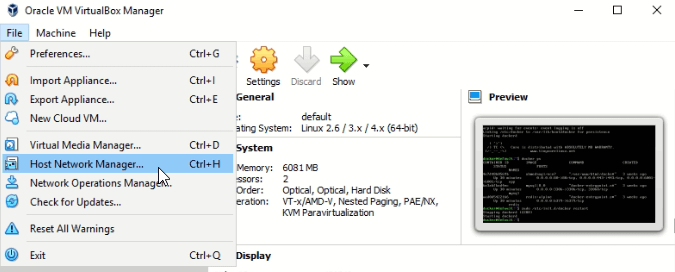 Oracle VM VirtualBox Manager
File Machine Help
Preferences... Ctrl+G
Import Appliance... Ctrl+I
Export Appliance... Ctrl+E
New Cloud VM...
Virtual Media Manager... Ctrl+D
Host Network Manager... Ctrl+H
Network Operations Manager...
Check for Updates...
Reset All Warnings
Exit Ctrl+Q
Settings Discard Show
General
e: default
ating System: Linux 2.6 / 3.x / 4.x (64-bit)
System
Memory: 6081 MB
essors: 2
Order: Optical, Optical, Hard Disk
eration: VT-x/AMD-V, Nested Paging, PAE/NX,
KVM Paravirtualization
Display
Preview